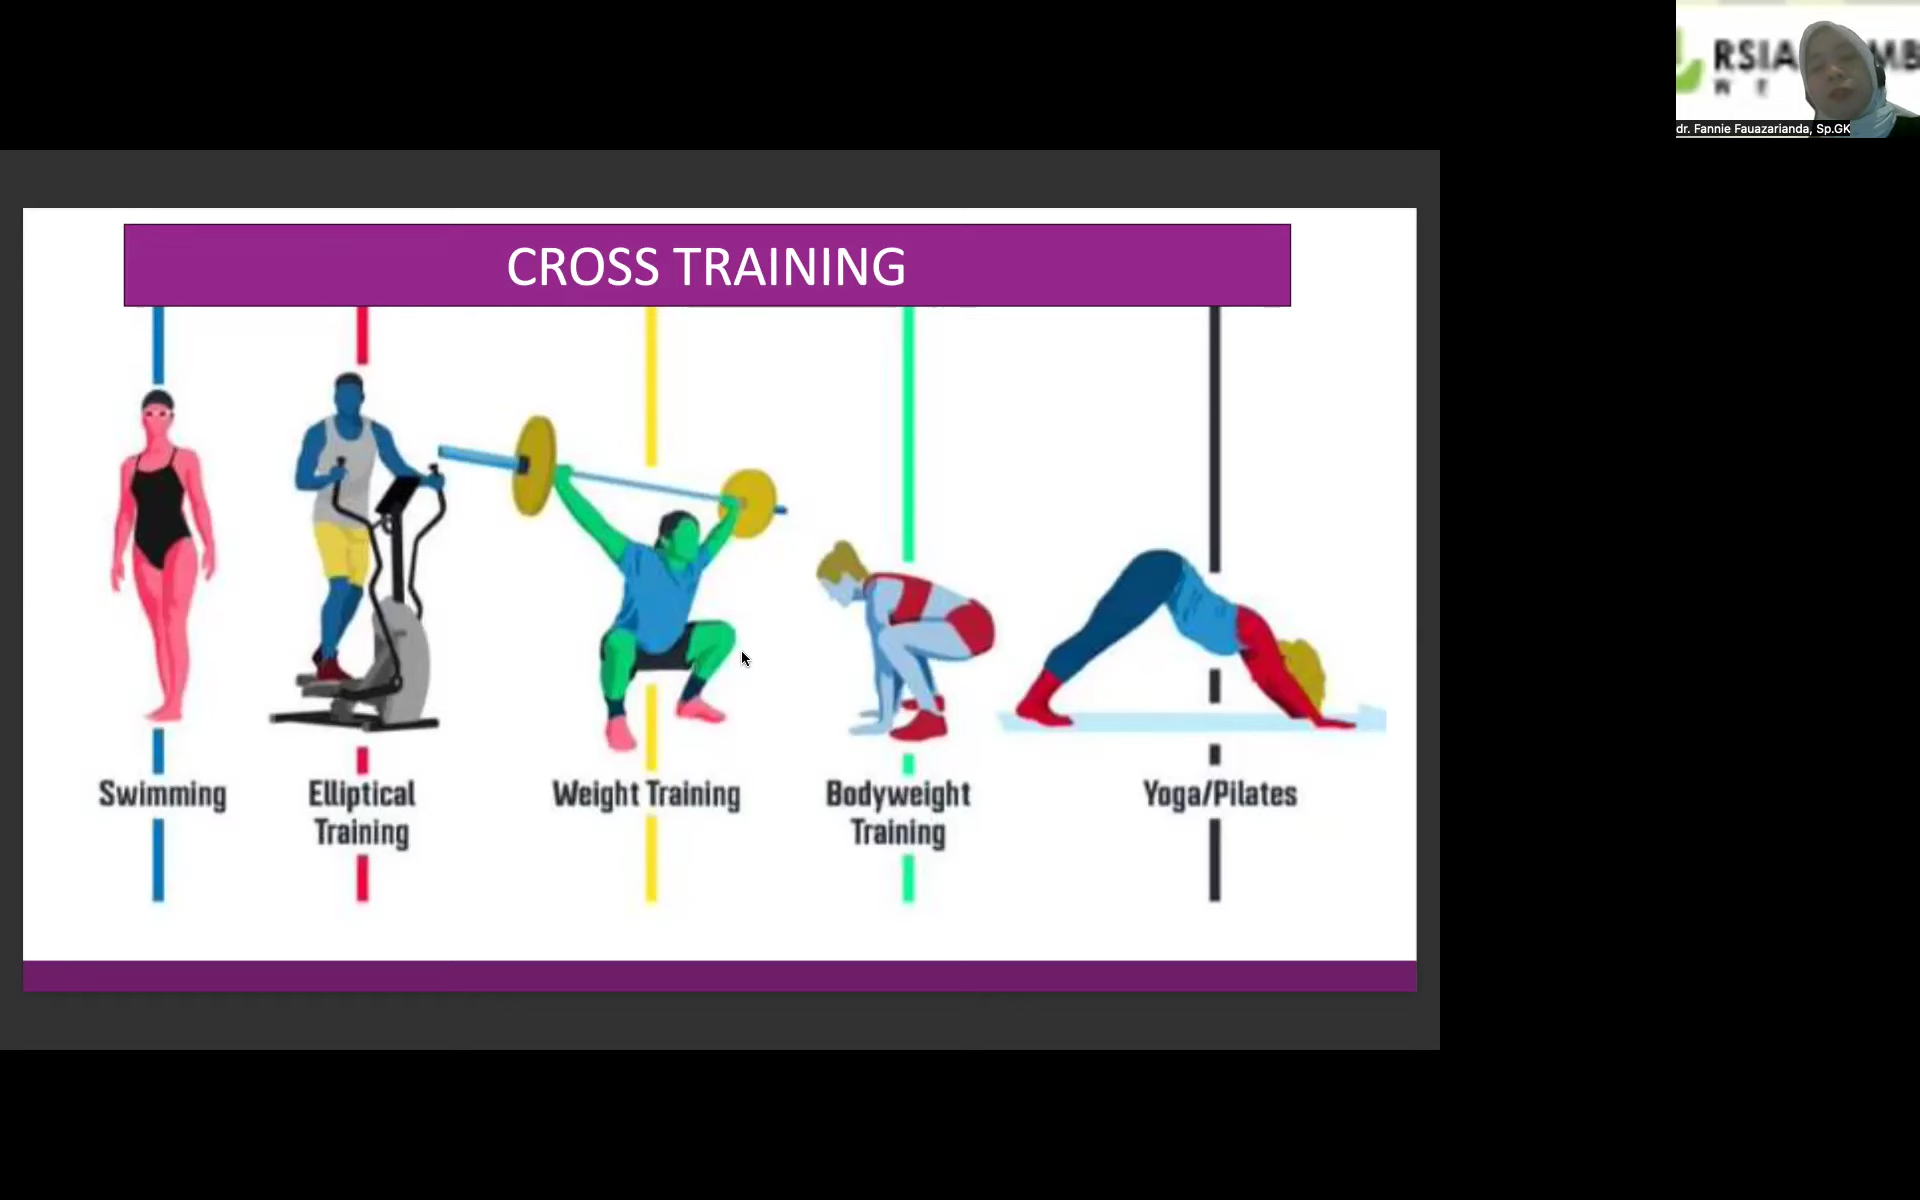 RSIA
W E
dr. Fannie Fauazarianda, Sp.GK
CROSS TRAINING
Swimming
Elliptical
Training
Weight Training
Bodyweight
Training
Yoga/Pilates